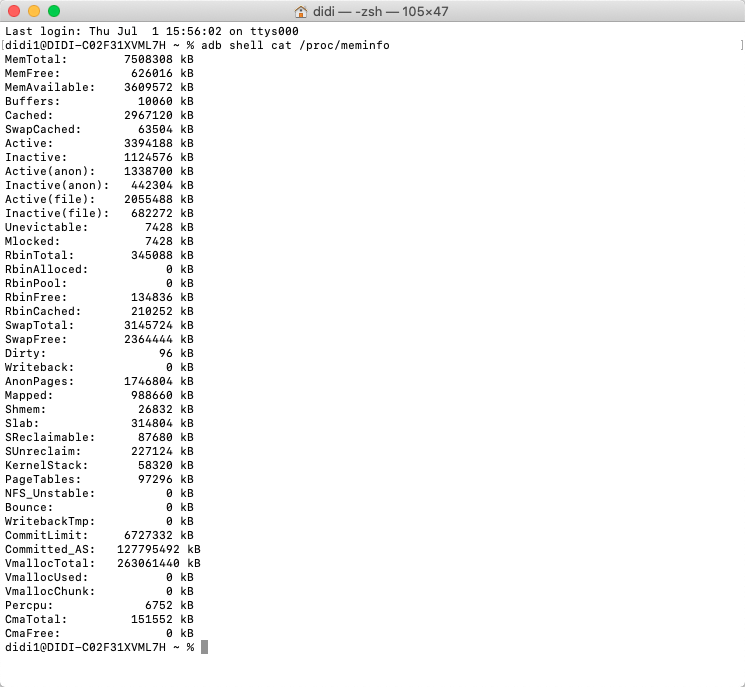 didi — -zsh — 105×47
Last login: Thu Jul  1 15:56:02 on ttys000
[didi1@DIDI-C02F31XVML7H ~ % adb shell cat /proc/meminfo ]
MemTotal:        7508308 kB
MemFree:          626016 kB
MemAvailable:    3609572 kB
Buffers:           10060 kB
Cached:          2967120 kB
SwapCached:        63504 kB
Active:          3394188 kB
Inactive:        1124576 kB
Active(anon):    1338700 kB
Inactive(anon):   442304 kB
Active(file):    2055488 kB
Inactive(file):   682272 kB
Unevictable:        7428 kB
Mlocked:            7428 kB
RbinTotal:        345088 kB
RbinAlloced:           0 kB
RbinPool:              0 kB
RbinFree:         134836 kB
RbinCached:       210252 kB
SwapTotal:       3145724 kB
SwapFree:        2364444 kB
Dirty:                96 kB
Writeback:             0 kB
AnonPages:       1746804 kB
Mapped:           988660 kB
Shmem:             26832 kB
Slab:             314804 kB
SReclaimable:      87680 kB
SUnreclaim:       227124 kB
KernelStack:       58320 kB
PageTables:        97296 kB
NFS_Unstable:          0 kB
Bounce:                0 kB
WritebackTmp:          0 kB
CommitLimit:     6727332 kB
Committed_AS:   127795492 kB
VmallocTotal:   263061440 kB
VmallocUsed:           0 kB
VmallocChunk:          0 kB
Percpu:             6752 kB
CmaTotal:         151552 kB
CmaFree:               0 kB
didi1@DIDI-C02F31XVML7H ~ %